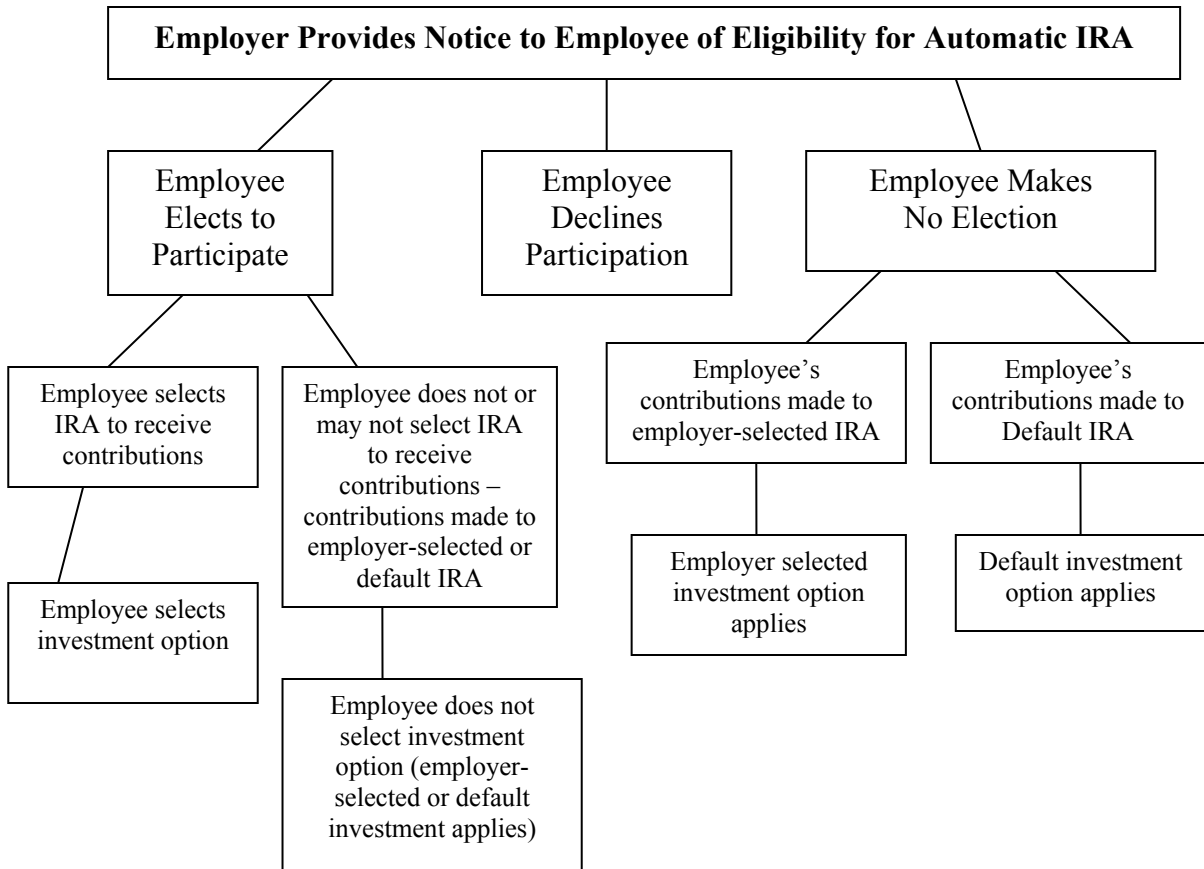 Employer Provides Notice to Employee of Eligibility for Automatic IRA
Employee
Elects to
Participate
Employee
Declines
Participation
Employee Makes
No Election
Employee selects
IRA to receive
contributions
Employee does not or
may not select IRA
to receive
contributions –
contributions made to
employer-selected or
default IRA
Employee’s
contributions made to
employer-selected IRA
Employee’s
contributions made to
Default IRA
Employee selects
investment option
Employee does not
select investment
option (employer-
selected or default
investment applies)
Employer selected
investment option
applies
Default investment
option applies